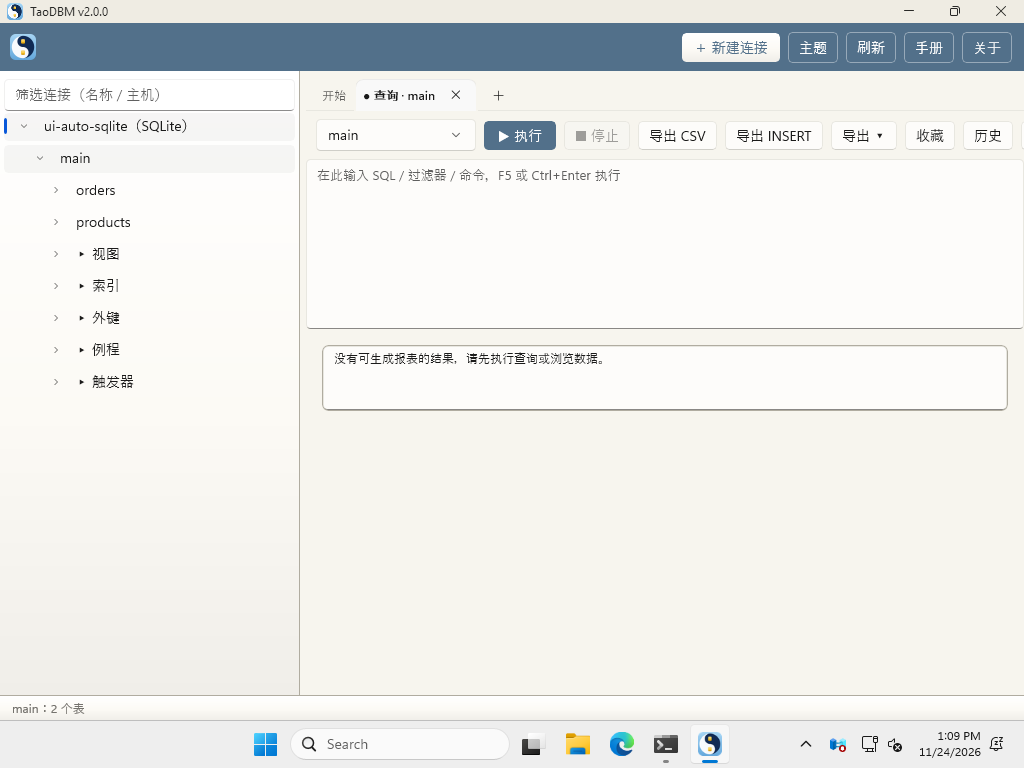 TaoDBM v2.0.0
+ 新建连接
主题
刷新
手册
关于
筛选连接（名称 / 主机）
ui-auto-sqlite（SQLite）
main
orders
products
▸ 视图
▸ 索引
▸ 外键
▸ 例程
▸ 触发器
开始
● 查询 · main
main
▶ 执行
■ 停止
导出 CSV
导出 INSERT
导出 ▾
收藏
历史
在此输入 SQL / 过滤器 / 命令，F5 或 Ctrl+Enter 执行
没有可生成报表的结果，请先执行查询或浏览数据。
main：2 个表
Search
1:09 PM
11/24/2026